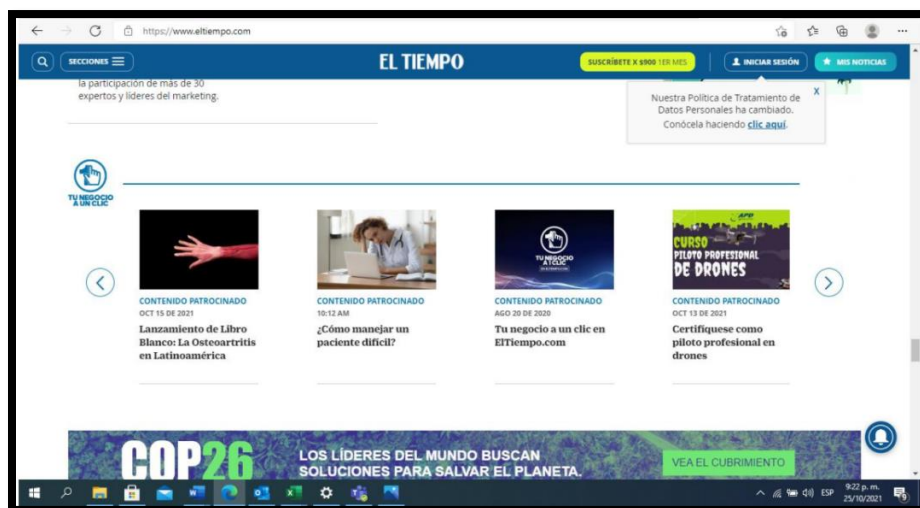 https://www.eltiempo.com
SECCIONES
EL TIEMPO
SUSCRÍBETE X $900 1ER MES
INICIAR SESIÓN
MIS NOTICIAS
la participación de más de 30
expertos y líderes del marketing.
Nuestra Política de Tratamiento de
Datos Personales ha cambiado.
Conócela haciendo clic aquí.
X
TU NEGOCIO
A UN CLIC
CURSO
PILOTO PROFESIONAL
DE DRONES
TU NEGOCIO
A 1 CLIC
CONTENIDO PATROCINADO
OCT 15 DE 2021
Lanzamiento de Libro
Blanco: La Osteoartritis
en Latinoamérica
CONTENIDO PATROCINADO
10:12 AM
¿Cómo manejar un
paciente difícil?
CONTENIDO PATROCINADO
AGO 20 DE 2020
Tu negocio a un clic en
ElTiempo.com
CONTENIDO PATROCINADO
OCT 13 DE 2021
Certifíquese como
piloto profesional en
drones
COP26
LOS LÍDERES DEL MUNDO BUSCAN
SOLUCIONES PARA SALVAR EL PLANETA.
VEA EL CUBRIMIENTO
ESP
9:22 p. m.
25/10/2021